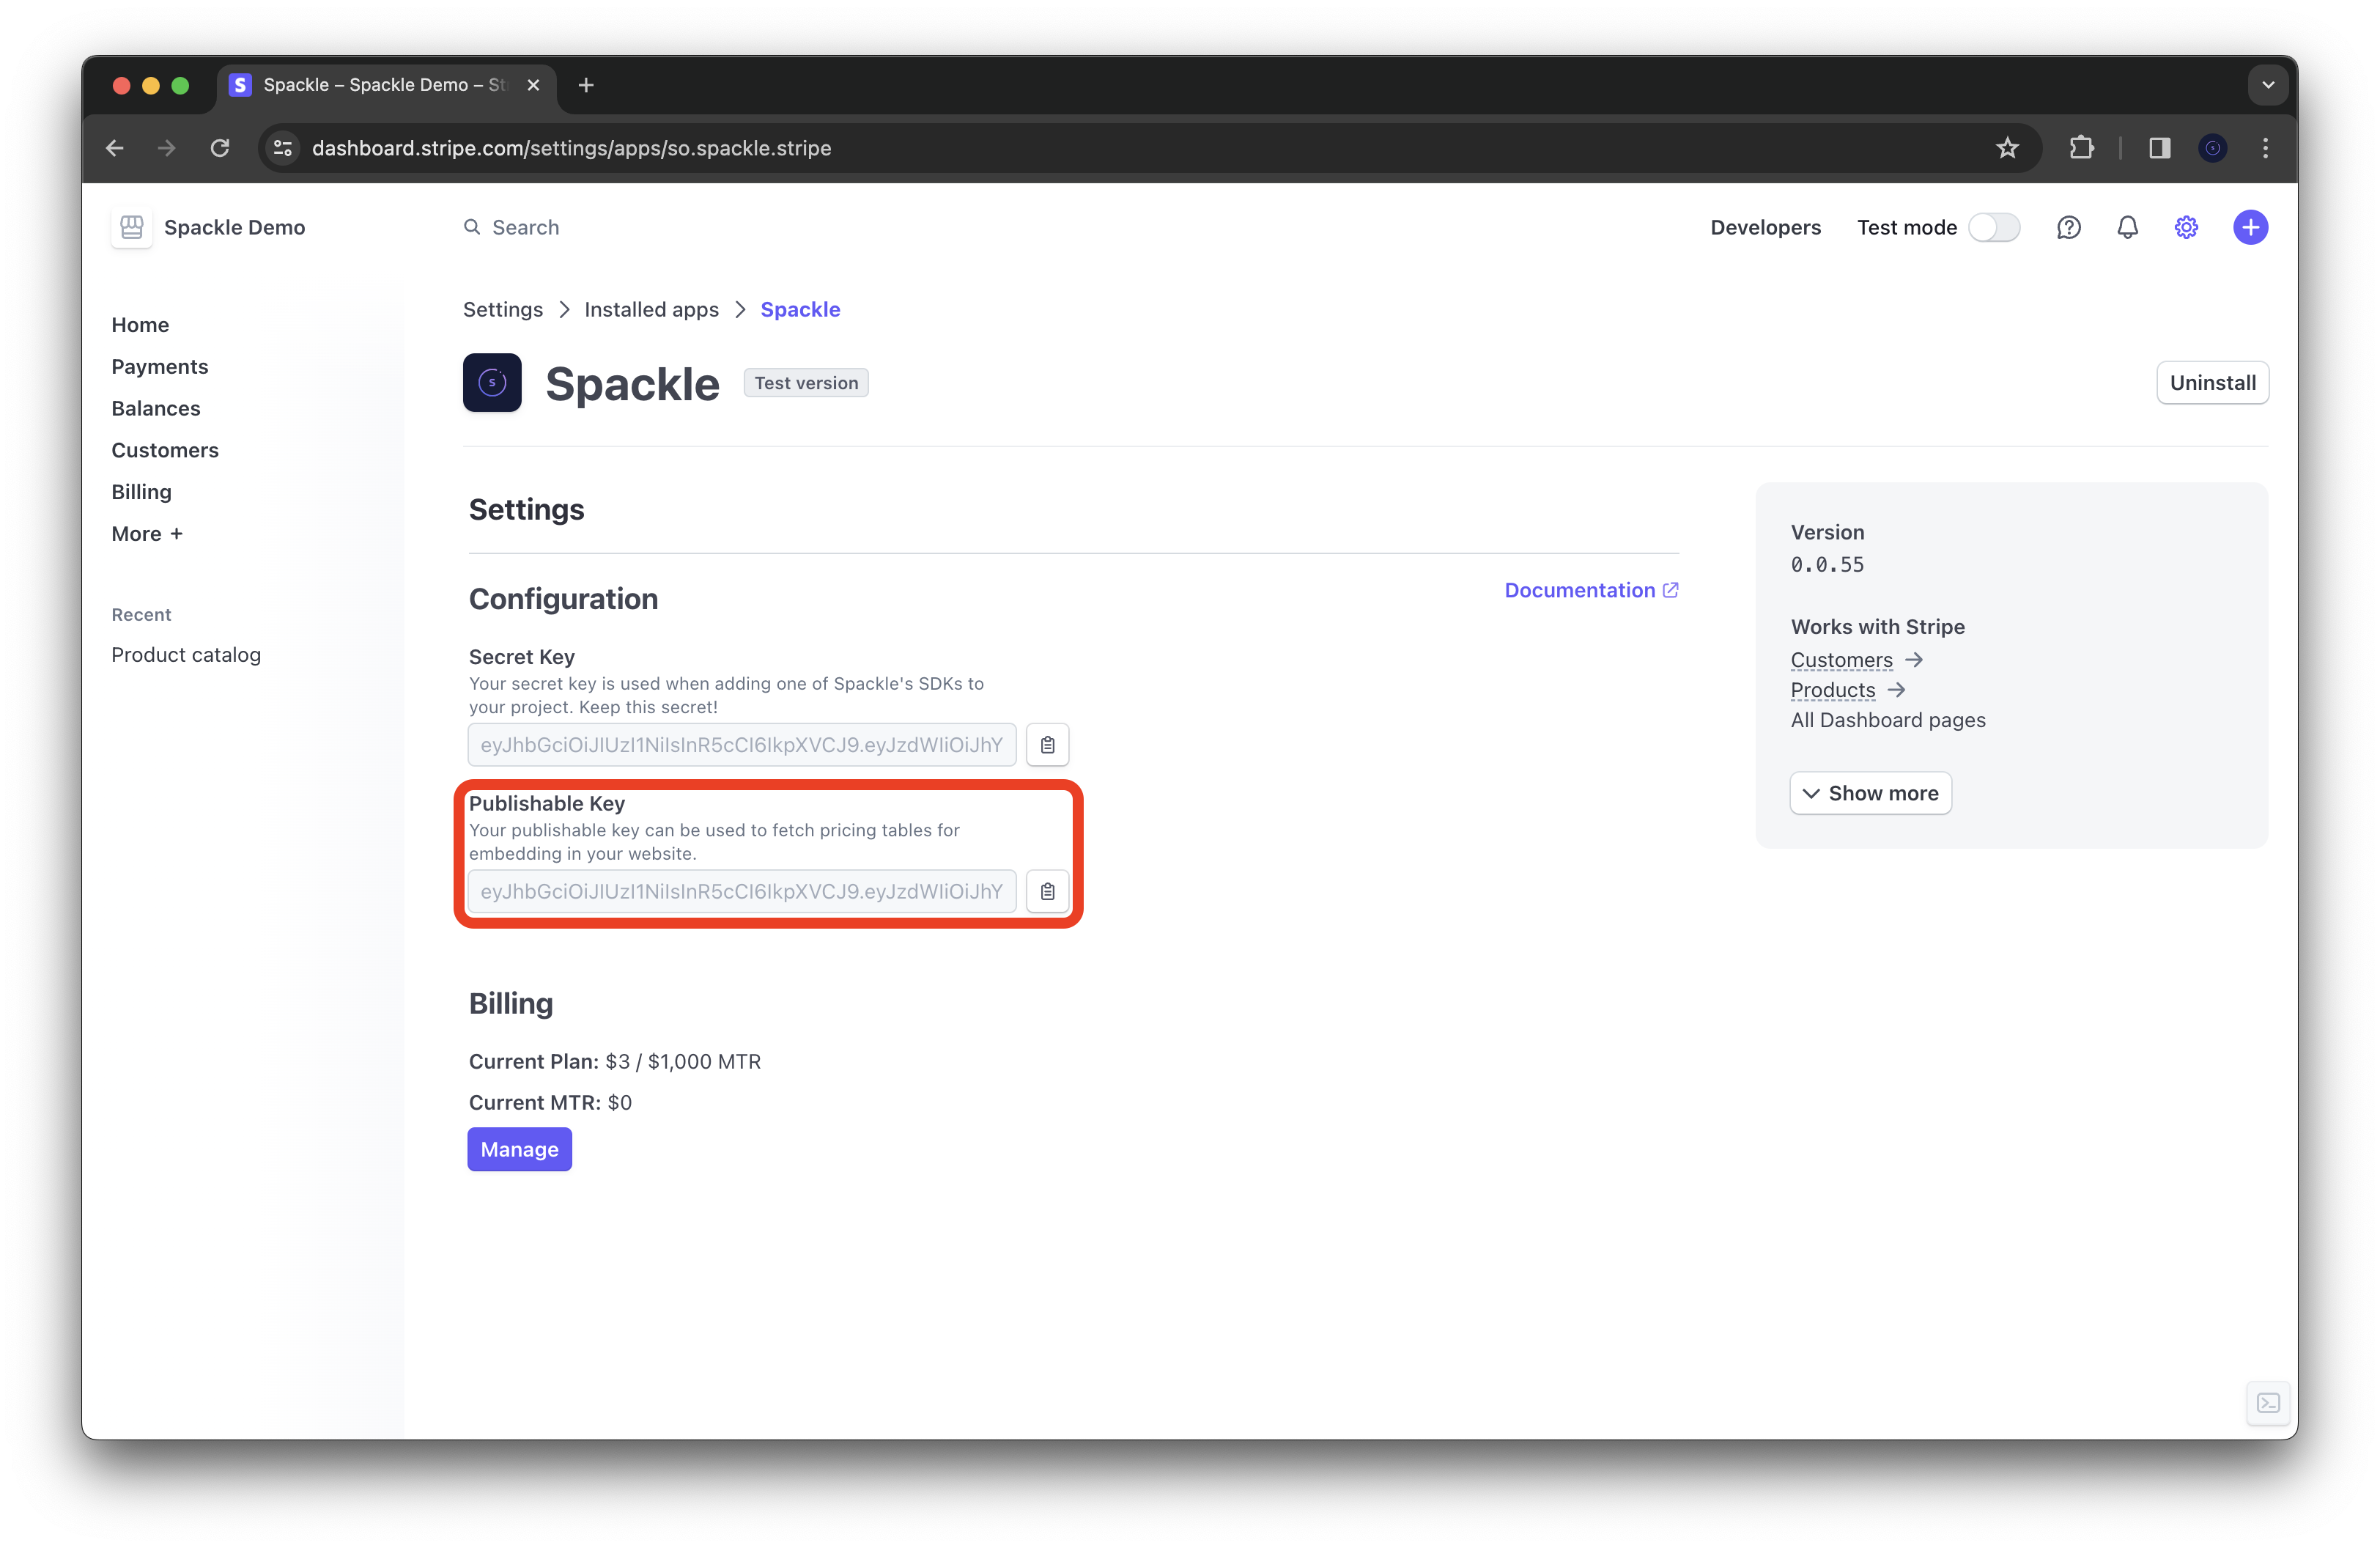 Spackle – Spackle Demo – St
dashboard.stripe.com/settings/apps/so.spackle.stripe
Spackle Demo
Search
Developers
Test mode
Home
Payments
Balances
Customers
Billing
More +
Recent
Product catalog
Settings > Installed apps > Spackle
Spackle
Test version
Uninstall
Settings
Configuration
Documentation
Secret Key
Your secret key is used when adding one of Spackle's SDKs to
your project. Keep this secret!
eyJhbGciOiJIUzI1NiIsInR5cCI6IkpXVCJ9.eyJzdWIiOiJhY
Publishable Key
Your publishable key can be used to fetch pricing tables for
embedding in your website.
eyJhbGciOiJIUzI1NiIsInR5cCI6IkpXVCJ9.eyJzdWIiOiJhY
Billing
Current Plan: $3 / $1,000 MTR
Current MTR: $0
Manage
Version
0.0.55
Works with Stripe
Customers →
Products →
All Dashboard pages
Show more